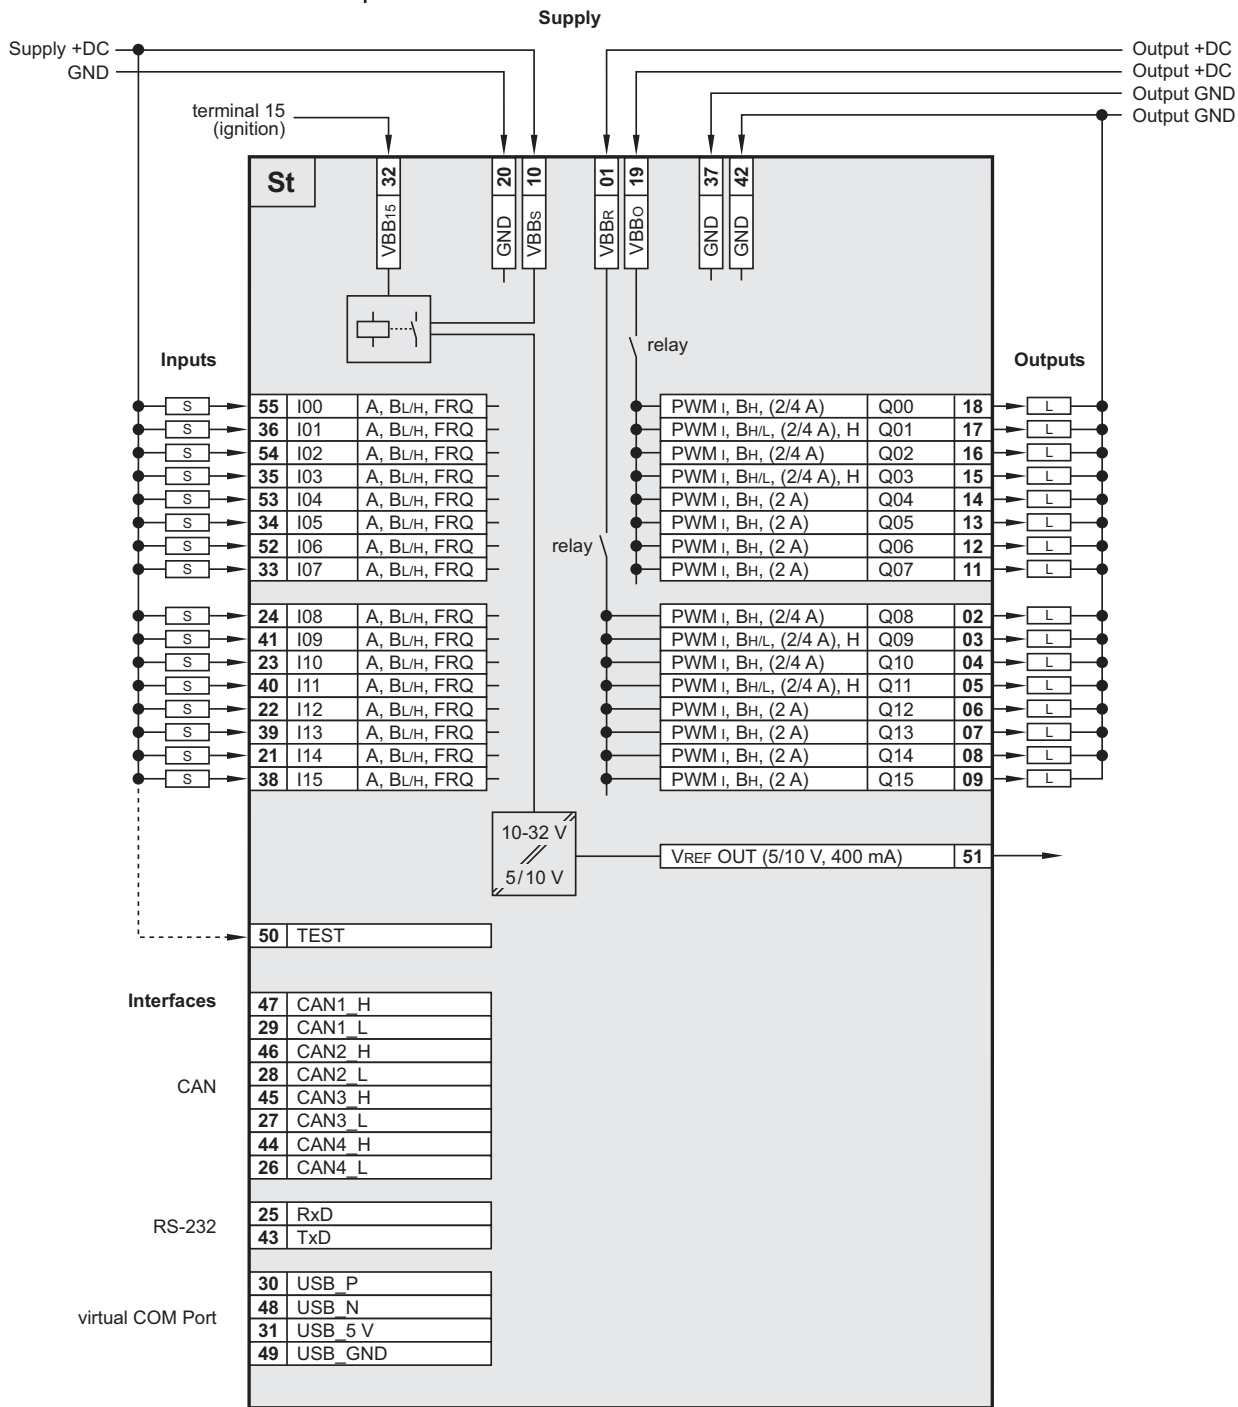 Supply
Supply +DC
Output +DC
GND
Output +DC
Output GND
terminal 15
(ignition)
Output GND
St
32 VBB15
20 GND
10 VBBS
01 VBBR
19 VBBO
37 GND
42 GND
relay
Inputs
Outputs
S 55 I00 A, BL/H, FRQ PWM I, BH, (2/4 A) Q00 18 L
S 36 I01 A, BL/H, FRQ PWM I, BH/L, (2/4 A), H Q01 17 L
S 54 I02 A, BL/H, FRQ PWM I, BH, (2/4 A) Q02 16 L
S 35 I03 A, BL/H, FRQ PWM I, BH/L, (2/4 A), H Q03 15 L
S 53 I04 A, BL/H, FRQ PWM I, BH, (2 A) Q04 14 L
S 34 I05 A, BL/H, FRQ PWM I, BH, (2 A) Q05 13 L
S 52 I06 A, BL/H, FRQ relay PWM I, BH, (2 A) Q06 12 L
S 33 I07 A, BL/H, FRQ PWM I, BH, (2 A) Q07 11 L
S 24 I08 A, BL/H, FRQ PWM I, BH, (2/4 A) Q08 02 L
S 41 I09 A, BL/H, FRQ PWM I, BH/L, (2/4 A), H Q09 03 L
S 23 I10 A, BL/H, FRQ PWM I, BH, (2/4 A) Q10 04 L
S 40 I11 A, BL/H, FRQ PWM I, BH/L, (2/4 A), H Q11 05 L
S 22 I12 A, BL/H, FRQ PWM I, BH, (2 A) Q12 06 L
S 39 I13 A, BL/H, FRQ PWM I, BH, (2 A) Q13 07 L
S 21 I14 A, BL/H, FRQ PWM I, BH, (2 A) Q14 08 L
S 38 I15 A, BL/H, FRQ PWM I, BH, (2 A) Q15 09 L
10-32 V
5/10 V
VREF OUT (5/10 V, 400 mA) 51
50 TEST
Interfaces
47 CAN1_H
29 CAN1_L
46 CAN2_H
CAN
28 CAN2_L
45 CAN3_H
27 CAN3_L
44 CAN4_H
26 CAN4_L
RS-232
25 RxD
43 TxD
virtual COM Port
30 USB_P
48 USB_N
31 USB_5 V
49 USB_GND